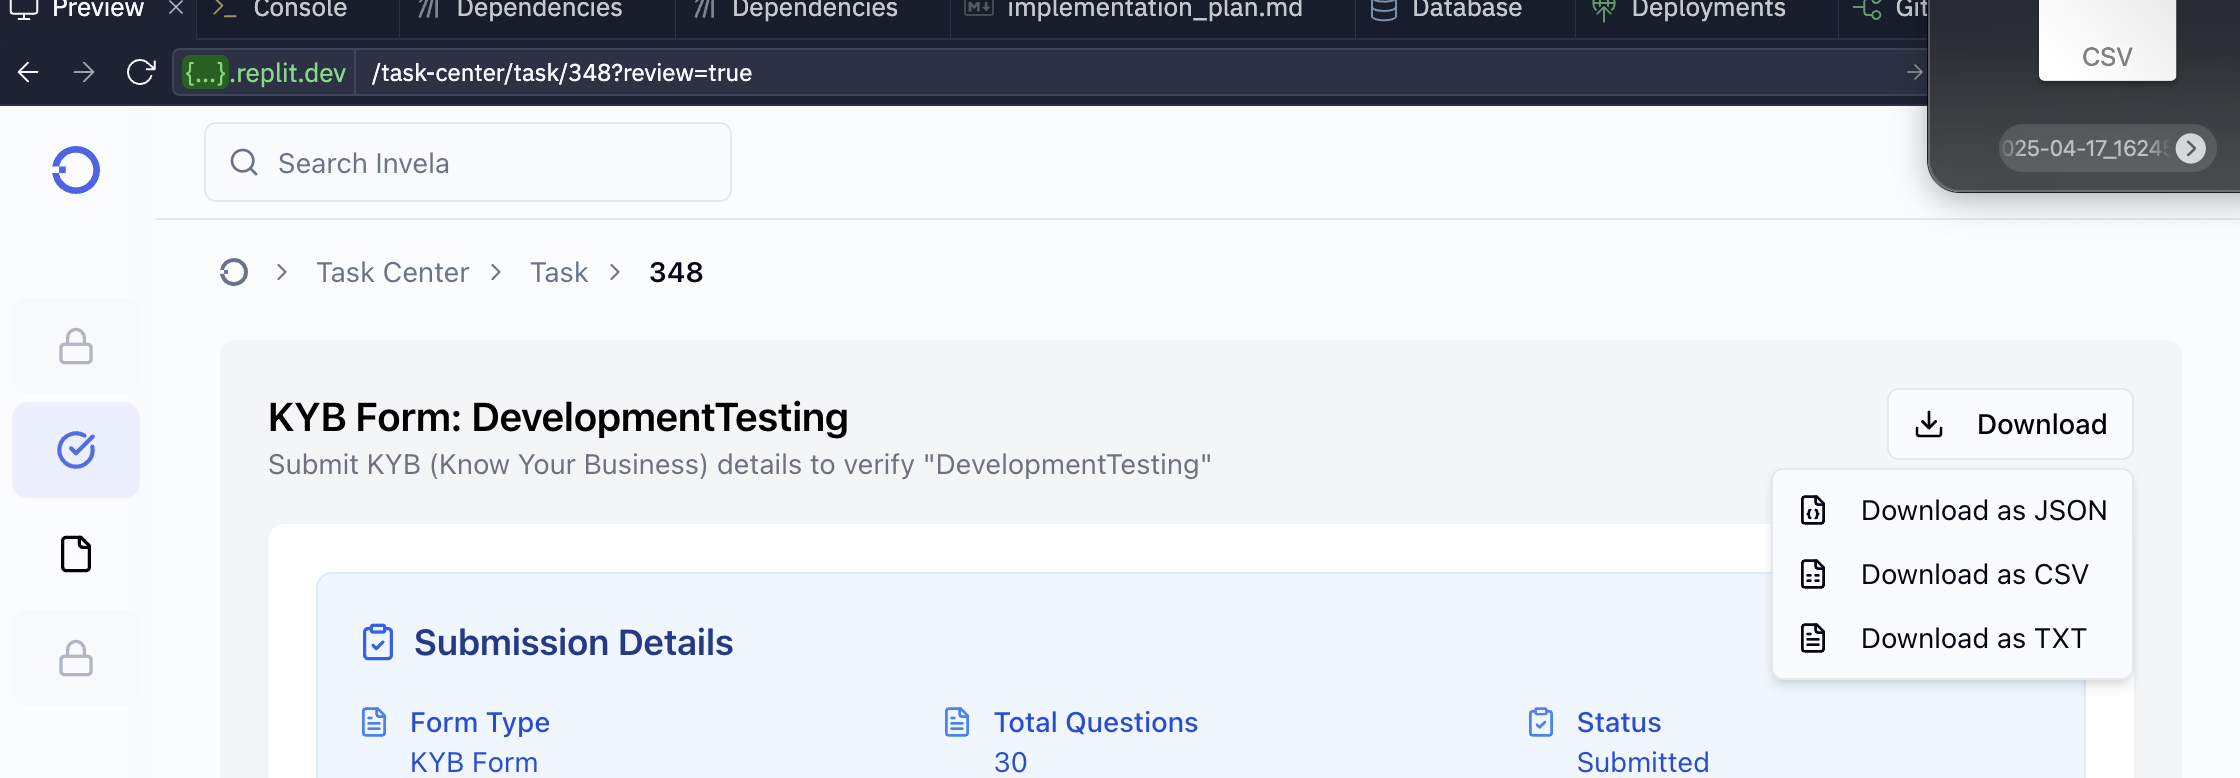 Preview
Console
Dependencies
Dependencies
implementation_plan.md
Database
Deployments
Git
{...}.replit.dev
/task-center/task/348?review=true
CSV
025-04-17_1624
Search Invela
Task Center
Task
348
KYB Form: DevelopmentTesting
Submit KYB (Know Your Business) details to verify "DevelopmentTesting"
Download
Download as JSON
Download as CSV
Download as TXT
Submission Details
Form Type
KYB Form
Total Questions
30
Status
Submitted